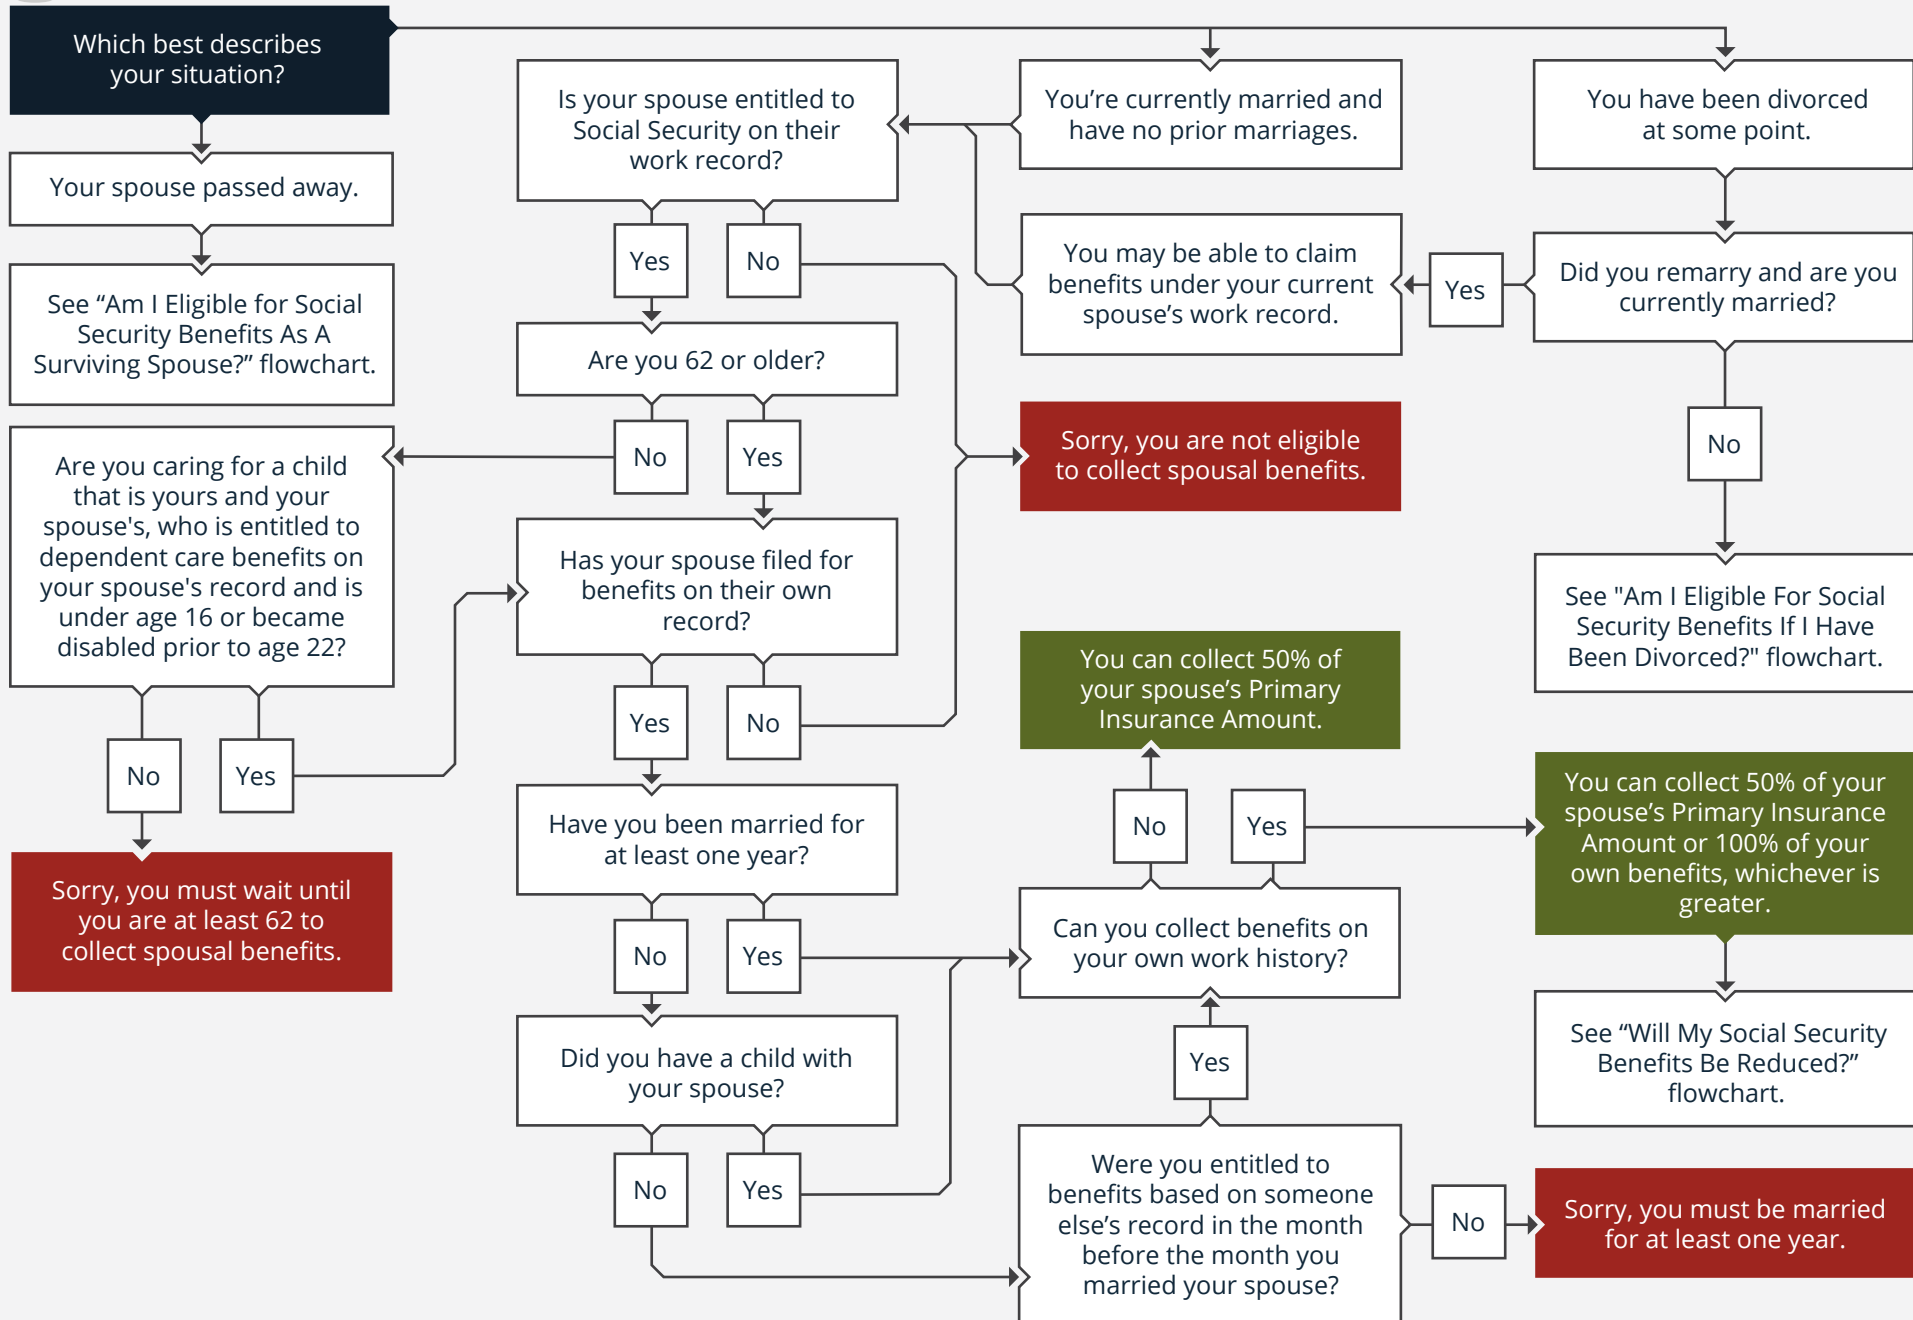 Which best describes
your situation?
Your spouse passed away.
See “Am I Eligible for Social
Security Benefits As A
Surviving Spouse?” flowchart.
You’re currently married and
have no prior marriages.
You have been divorced
at some point.
Did you remarry and are you
currently married?
Yes
You may be able to claim
benefits under your current
spouse’s work record.
No
See "Am I Eligible For Social
Security Benefits If I Have
Been Divorced?" flowchart.
Is your spouse entitled to
Social Security on their
work record?
Yes
No
Sorry, you are not eligible
to collect spousal benefits.
Are you 62 or older?
No
Yes
Are you caring for a child
that is yours and your
spouse's, who is entitled to
dependent care benefits on
your spouse's record and is
under age 16 or became
disabled prior to age 22?
No
Yes
Sorry, you must wait until
you are at least 62 to
collect spousal benefits.
Has your spouse filed for
benefits on their own
record?
Yes
No
Have you been married for
at least one year?
No
Yes
Did you have a child with
your spouse?
No
Yes
Were you entitled to
benefits based on someone
else’s record in the month
before the month you
married your spouse?
Yes
No
Sorry, you must be married
for at least one year.
Can you collect benefits on
your own work history?
No
Yes
You can collect 50% of
your spouse’s Primary
Insurance Amount.
You can collect 50% of your
spouse’s Primary Insurance
Amount or 100% of your
own benefits, whichever is
greater.
See “Will My Social Security
Benefits Be Reduced?”
flowchart.